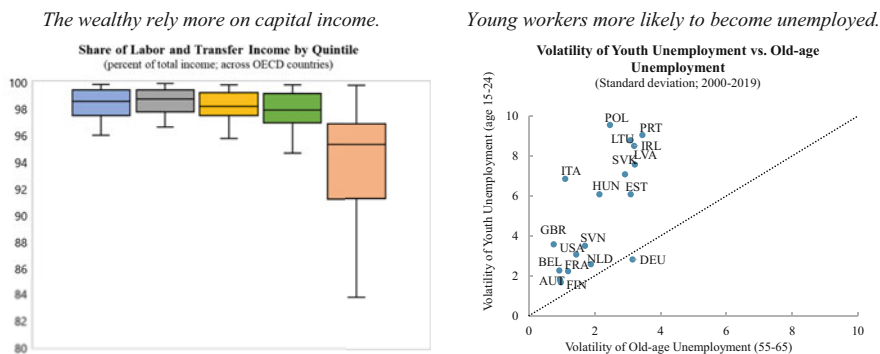 The wealthy rely more on capital income.
Share of Labor and Transfer Income by Quintile
(percent of total income; across OECD countries)
100
98
96
94
92
90
98
86
84
82
80
Young workers more likely to become unemployed.
Volatility of Youth Unemployment vs. Old-age
Unemployment
(Standard deviation; 2000-2019)
Volatility of Youth Unemployment (age 15-24)
10
8
6
4
2
0
POL
PRT
LTU
IRL
LVA
SVK
ITA
HUN
EST
GBR
SVN
USA
BEL
FRA
NLD
DEU
AUT
FIN
0 2 4 6 8 10
Volatility of Old-age Unemployment (55-65)